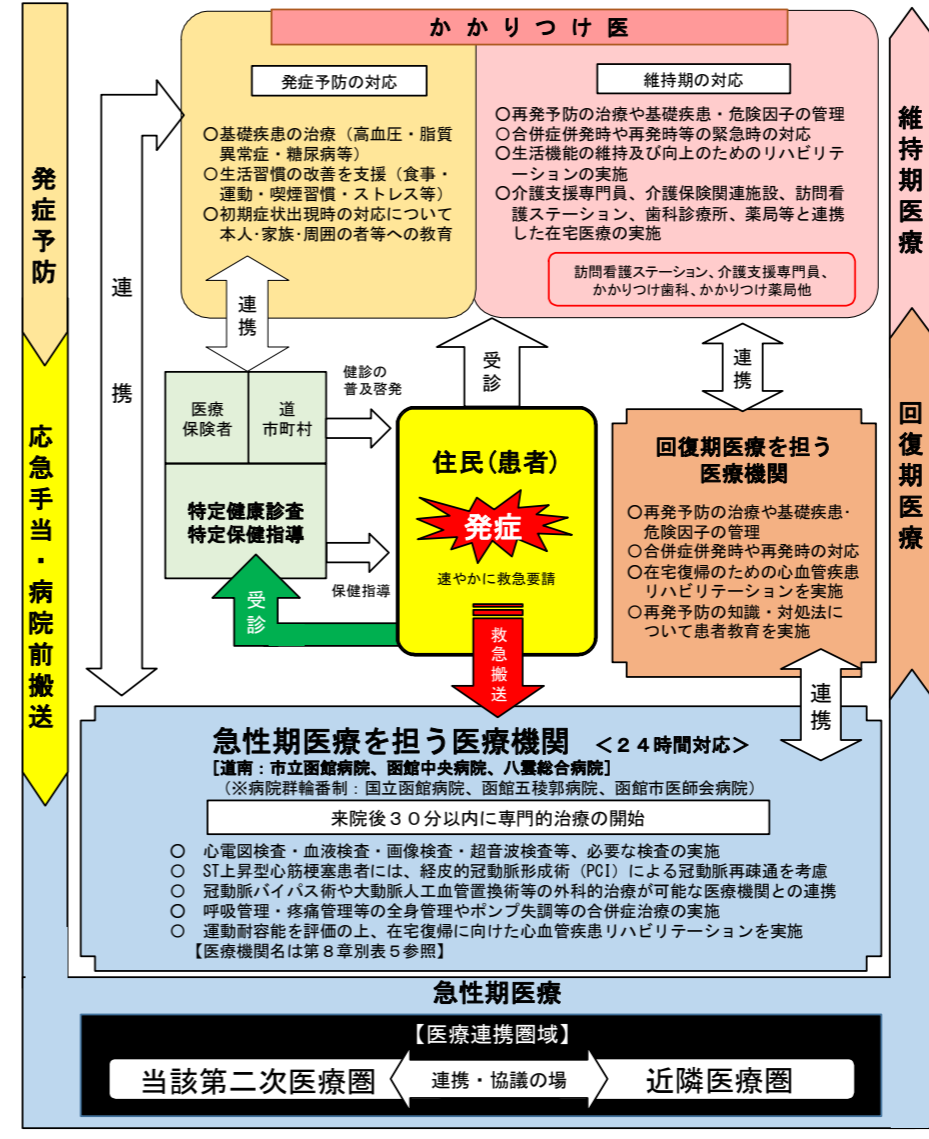 かかりつけ医
発症予防の対応
○基礎疾患の治療（高血圧・脂質
異常症・糖尿病等）
○生活習慣の改善を支援（食事・
運動・喫煙習慣・ストレス等）
○初期症状出現時の対応について
本人・家族・周囲の者等への教育
維持期の対応
○再発予防の治療や基礎疾患・危険因子の管理
○合併症併発時や再発時等の緊急時の対応
○生活機能の維持及び向上のためのリハビリテ
ーションの実施
○介護支援専門員、介護保険関連施設、訪問看
護ステーション、歯科診療所、薬局等と連携
した在宅医療の実施
訪問看護ステーション、介護支援専門員、
かかりつけ歯科、かかりつけ薬局他
発症予防
応急手当・病院前搬送
維持期医療
回復期医療
連携
連携
受診
連携
医療
保険者
道
市町村
特定健康診査
特定保健指導
健診の
普及啓発
保健指導
受診
住民(患者)
発症
速やかに救急要請
救急搬送
回復期医療を担う
医療機関
○再発予防の治療や基礎疾患・
危険因子の管理
○合併症併発時や再発時の対応
○在宅復帰のための心血管疾患
リハビリテーションを実施
○再発予防の知識・対処法に
ついて患者教育を実施
連携
急性期医療を担う医療機関 ＜２４時間対応＞
[道南：市立函館病院、函館中央病院、八雲総合病院]
（※病院群輪番制：国立函館病院、函館五稜郭病院、函館市医師会病院）
来院後３０分以内に専門的治療の開始
○ 心電図検査・血液検査・画像検査・超音波検査等、必要な検査の実施
○ ST上昇型心筋梗塞患者には、経皮的冠動脈形成術（PCI）による冠動脈再疎通を考慮
○ 冠動脈バイパス術や大動脈人工血管置換術等の外科的治療が可能な医療機関との連携
○ 呼吸管理・疼痛管理等の全身管理やポンプ失調等の合併症治療の実施
○ 運動耐容能を評価の上、在宅復帰に向けた心血管疾患リハビリテーションを実施
【医療機関名は第８章別表５参照】
急性期医療
【医療連携圏域】
当該第二次医療圏
連携・協議の場
近隣医療圏